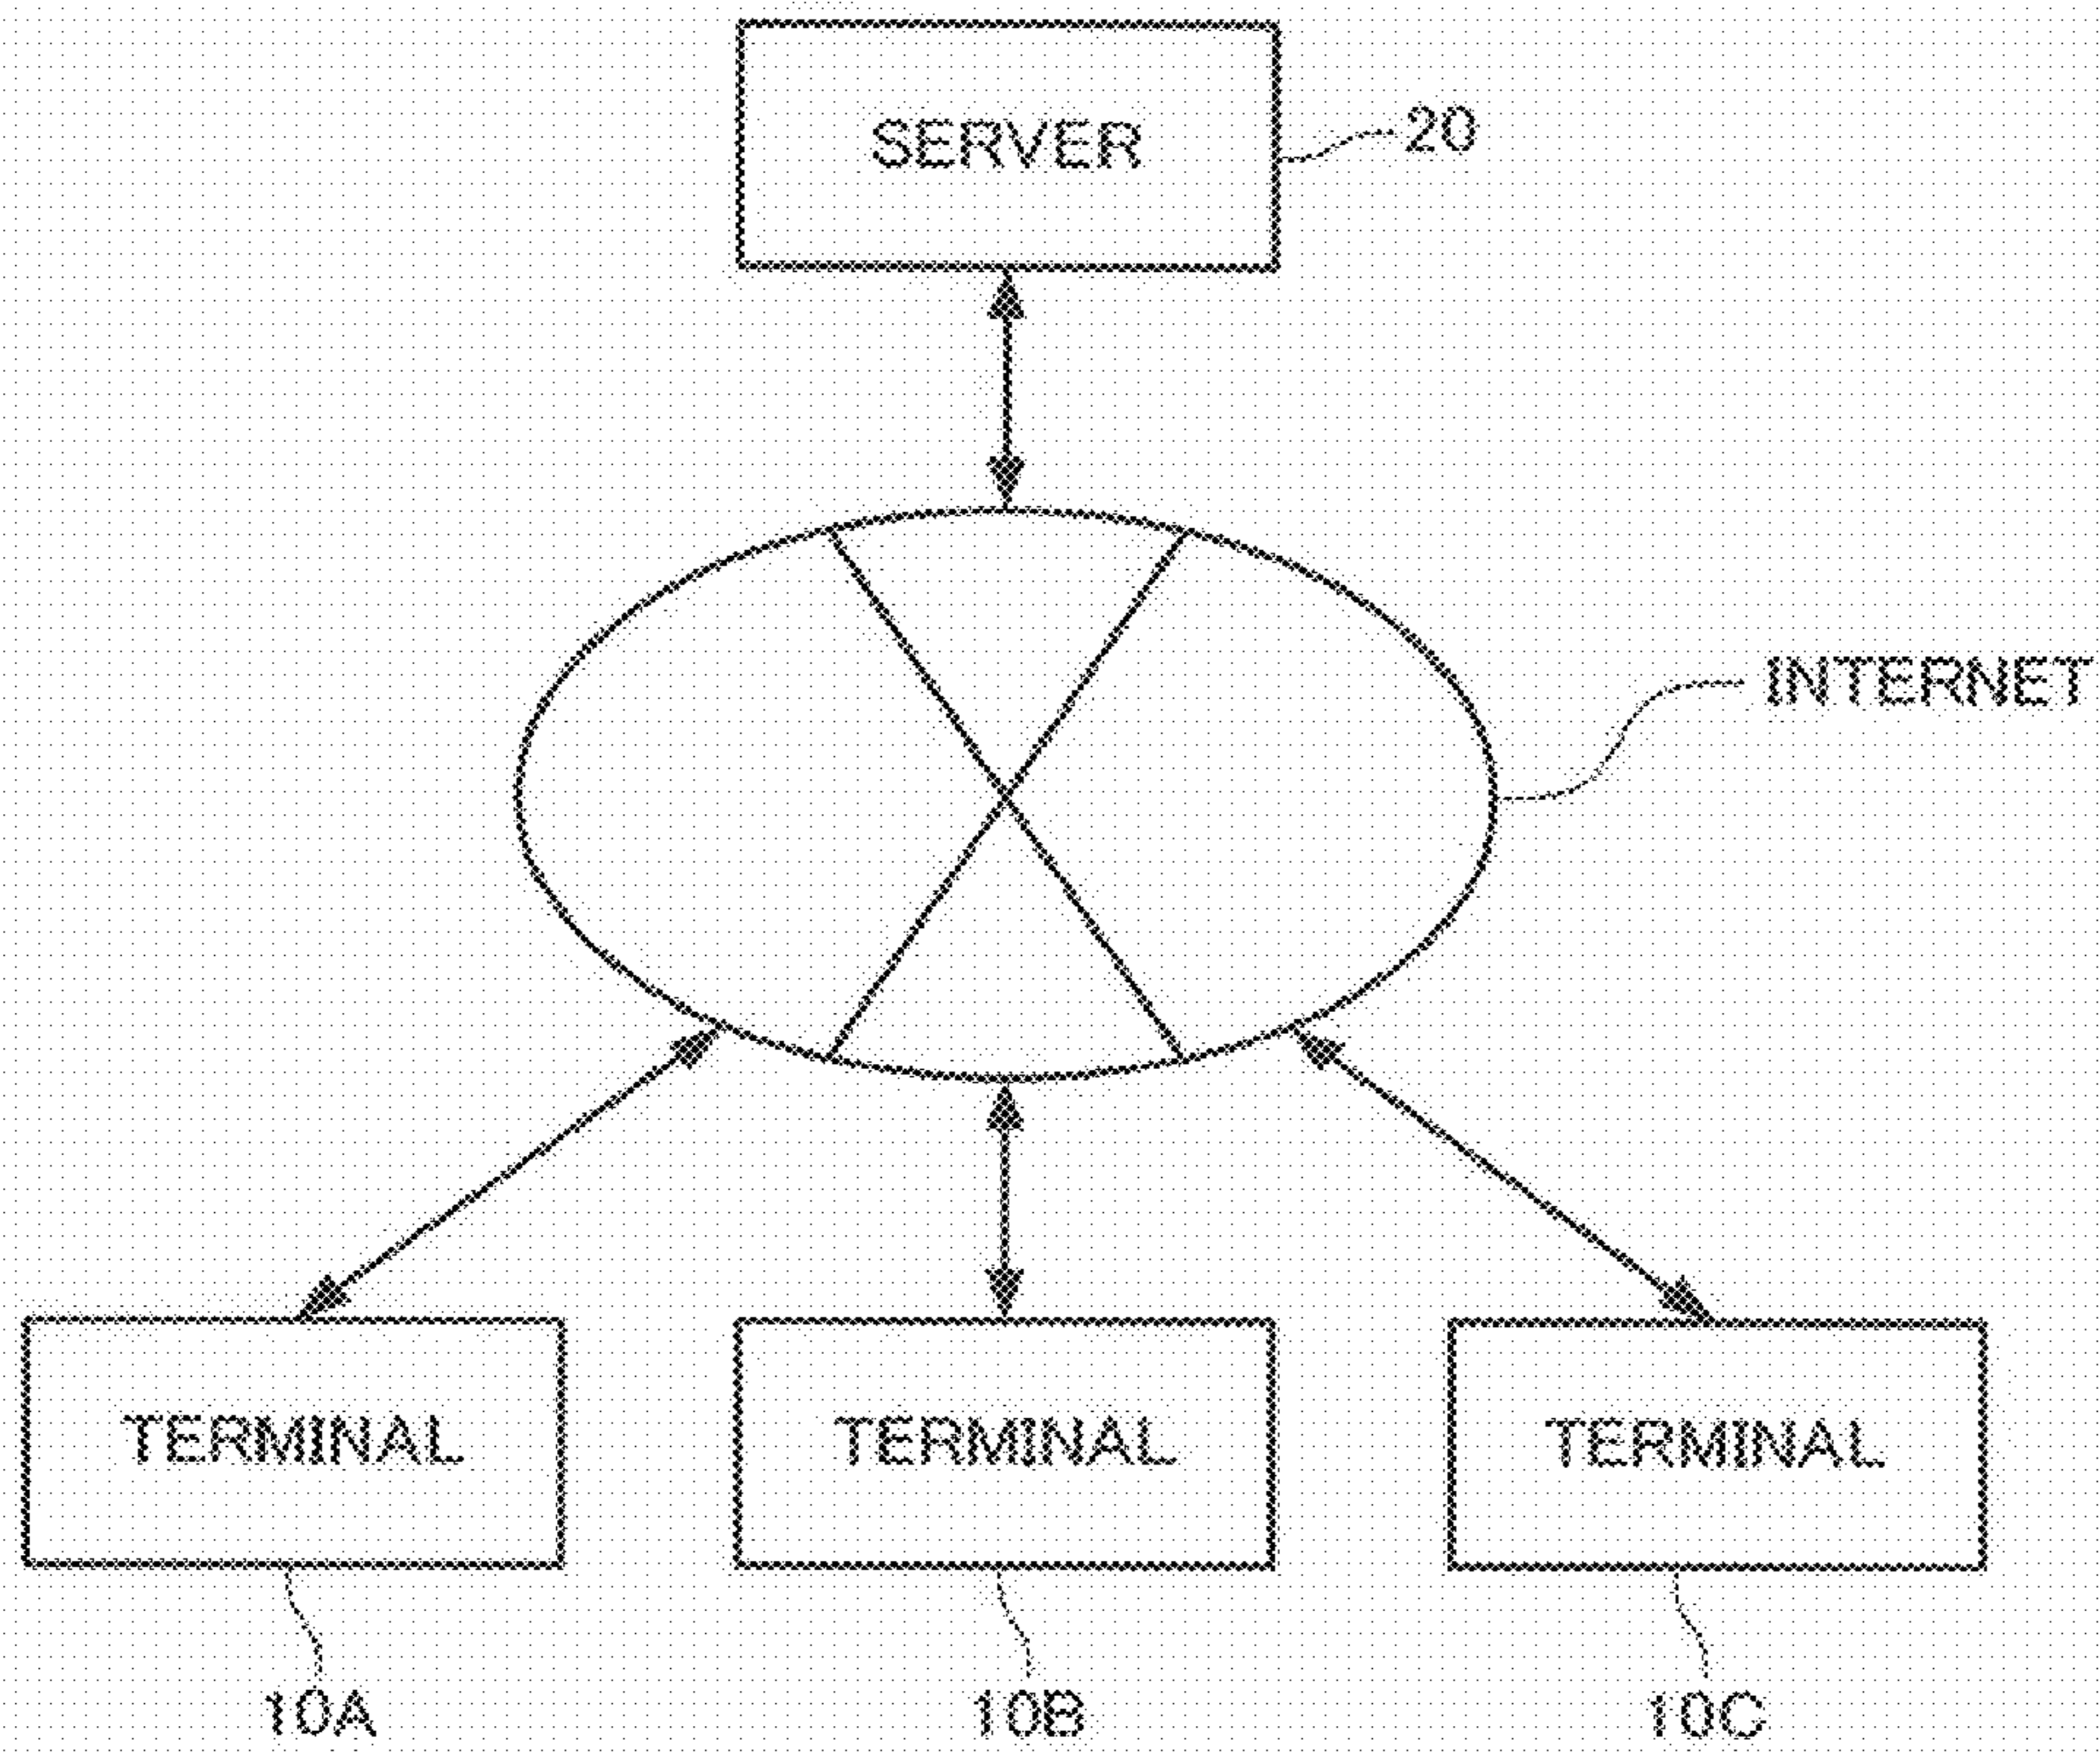 SERVER
20
INTERNET
TERMINAL
TERMINAL
TERMINAL
10A
10B
10C